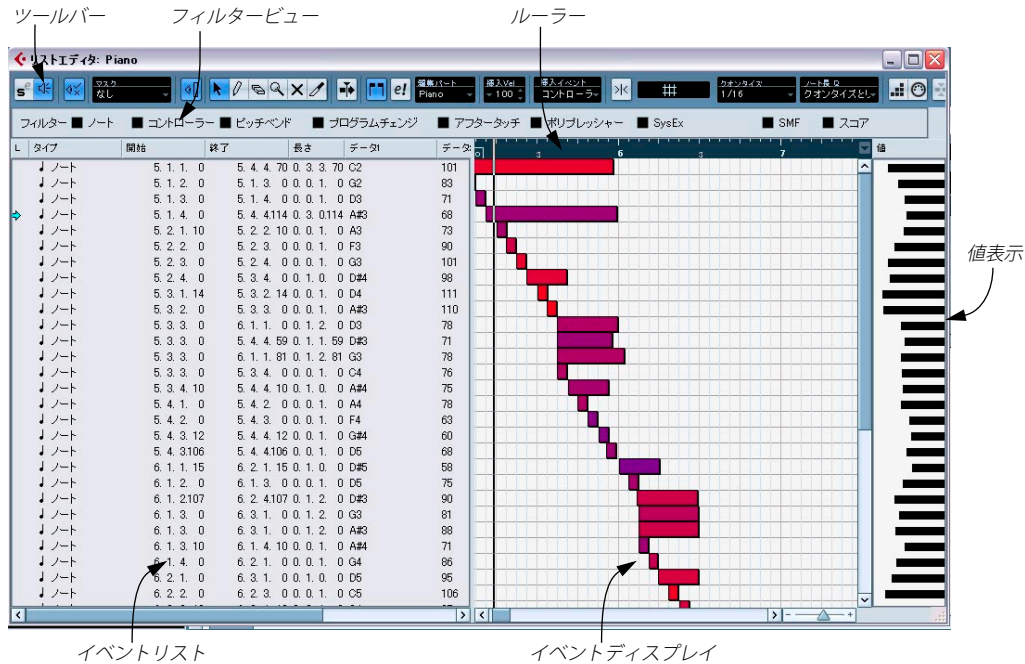 ツールバー フィルタービュー ルーラー
リストエディタ: Piano
マスク なし 編集パート Piano 挿入Vel. 100 挿入イベント コントローラ クオンタイズ 1/16 ノート長 Q クオンタイズとし
フィルター ノート コントローラー ピッチベンド プログラムチェンジ アフタータッチ ポリプレッシャー SysEx SMF スコア
L タイプ 開始 終了 長さ データ1 データ 3 6 3 7 値
ノート 5. 1. 1. 0 5. 4. 4. 70 0. 3. 3. 70 C2 101
ノート 5. 1. 2. 0 5. 1. 3. 0 0. 0. 1. 0 G2 83
ノート 5. 1. 3. 0 5. 1. 4. 0 0. 0. 1. 0 D3 71
ノート 5. 1. 4. 0 5. 4. 4.114 0. 3. 0.114 A#3 68
ノート 5. 2. 1. 10 5. 2. 2. 10 0. 0. 1. 0 A3 73
ノート 5. 2. 2. 0 5. 2. 3. 0 0. 0. 1. 0 F3 90
ノート 5. 2. 3. 0 5. 2. 4. 0 0. 0. 1. 0 G3 101
ノート 5. 2. 4. 0 5. 3. 4. 0 0. 1. 0. 0 D#4 98
ノート 5. 3. 1. 14 5. 3. 2. 14 0. 0. 1. 0 D4 111
ノート 5. 3. 2. 0 5. 3. 3. 0 0. 0. 1. 0 A#3 110
ノート 5. 3. 3. 0 6. 1. 1. 0 0. 1. 2. 0 D3 78
ノート 5. 3. 3. 0 5. 4. 4. 59 0. 1. 1. 59 D#3 71
ノート 5. 3. 3. 0 6. 1. 1. 81 0. 1. 2. 81 G3 78
ノート 5. 3. 3. 0 5. 3. 4. 0 0. 0. 1. 0 C4 76
ノート 5. 3. 4. 10 5. 4. 4. 10 0. 1. 0. 0 A#4 75
ノート 5. 4. 1. 0 5. 4. 2. 0 0. 0. 1. 0 A4 78
ノート 5. 4. 2. 0 5. 4. 3. 0 0. 0. 1. 0 F4 63
ノート 5. 4. 3. 12 5. 4. 4. 12 0. 0. 1. 0 G#4 60
ノート 5. 4. 3.106 5. 4. 4.106 0. 0. 1. 0 D5 68
ノート 6. 1. 1. 15 6. 2. 1. 15 0. 1. 0. 0 D#5 58
ノート 6. 1. 2. 0 6. 1. 3. 0 0. 0. 1. 0 D5 75
ノート 6. 1. 2.107 6. 2. 4.107 0. 1. 2. 0 D#3 90
ノート 6. 1. 3. 0 6. 3. 1. 0 0. 1. 2. 0 G3 81
ノート 6. 1. 3. 0 6. 3. 1. 0 0. 1. 2. 0 A#3 88
ノート 6. 1. 3. 10 6. 1. 4. 10 0. 0. 1. 0 A#4 71
ノート 6. 1. 4. 0 6. 2. 1. 0 0. 0. 1. 0 G4 86
ノート 6. 2. 1. 0 6. 3. 1. 0 0. 1. 0. 0 D5 95
ノート 6. 2. 2. 0 6. 2. 3. 0 0. 0. 1. 0 C5 106
値表示
イベントリスト イベントディスプレイ